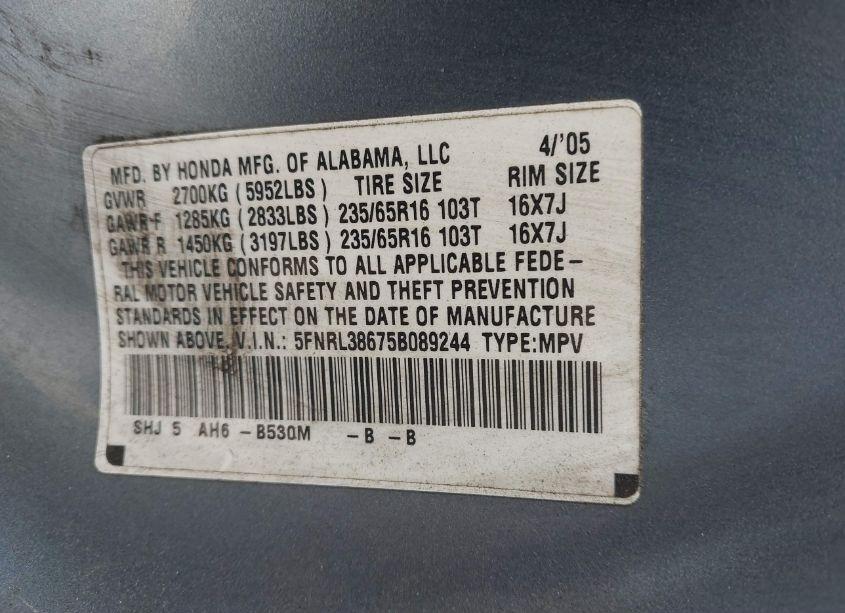 MFD. BY HONDA MFG. OF ALABAMA, LLC 4/'05
GVWR 2700KG (5952LBS) TIRE SIZE RIM SIZE
GAWR F 1285KG (2833LBS) 235/65R16 103T 16X7J
GAWR R 1450KG (3197LBS) 235/65R16 103T 16X7J
THIS VEHICLE CONFORMS TO ALL APPLICABLE FEDE-
RAL MOTOR VEHICLE SAFETY AND THEFT PREVENTION
STANDARDS IN EFFECT ON THE DATE OF MANUFACTURE
SHOWN ABOVE. V.I.N.: 5FNRL38675B089244 TYPE:MPV
SHJ 5 AH6 -B530M -B -B